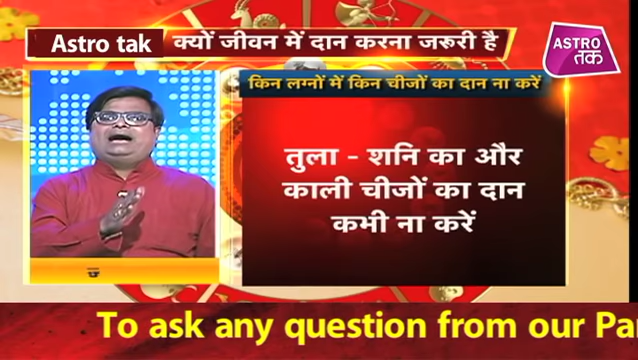 Astro tak क्यों जीवन में दान करना जरूरी है
ASTRO
तक
किन लग्नों में किन चीजों का दान ना करें
तुला - शनि का और
काली चीजों का दान
कभी ना करें
To ask any question from our Pa